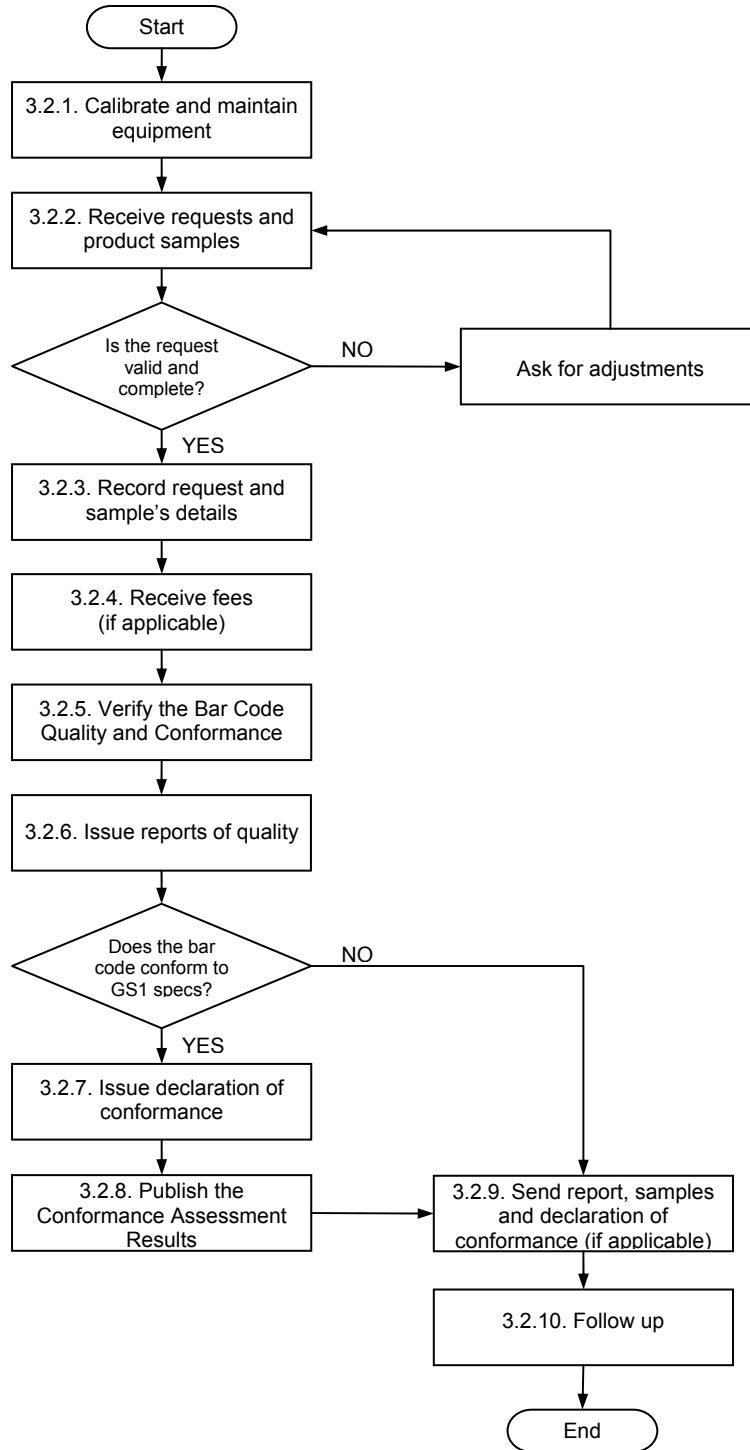 Start
3.2.1. Calibrate and maintain
equipment
3.2.2. Receive requests and
product samples
Is the request
valid and
complete?
NO
Ask for adjustments
YES
3.2.3. Record request and
sample’s details
3.2.4. Receive fees
(if applicable)
3.2.5. Verify the Bar Code
Quality and Conformance
3.2.6. Issue reports of quality
Does the bar
code conform to
GS1 specs?
NO
YES
3.2.7. Issue declaration of
conformance
3.2.8. Publish the
Conformance Assessment
Results
3.2.9. Send report, samples
and declaration of
conformance (if applicable)
3.2.10. Follow up
End